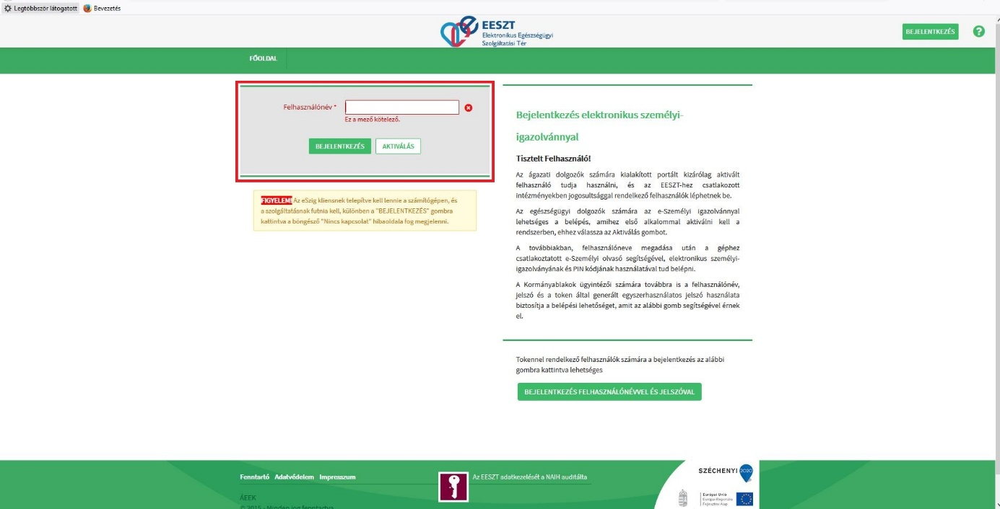 Legtöbbször látogatott Bevezetés
EESZT
Elektronikus Egészségügyi
Szolgáltatási Tér
BEJELENTKEZÉS ?
FŐOLDAL
Felhasználónév *
Ez a mező kötelező.
BEJELENTKEZÉS AKTIVÁLÁS
FIGYELEM! Az eSzig kliensnek telepítve kell lennie a számítógépen, és
a szolgáltatásnak futnia kell, különben a "BEJELENTKEZÉS" gombra
kattintva a böngésző "Nincs kapcsolat" hibaoldala fog megjelenni.
Bejelentkezés elektronikus személyi-
igazolvánnyal
Tisztelt Felhasználó!
Az ágazati dolgozók számára kialakított portált kizárólag aktivált
felhasználó tudja használni, és az EESZT-hez csatlakozott
intézményekben jogosultsággal rendelkező felhasználók léphetnek be.
Az egészségügyi dolgozók számára az e-Személyi igazolvánnyal
lehetséges a belépés, amihez első alkalommal aktiválni kell a
rendszerben, ehhez válassza az Aktiválás gombot.
A továbbiakban, felhasználóneve megadása után a géphez
csatlakoztatott e-Személyi olvasó segítségével, elektronikus személyi-
igazolványának és PIN kódjának használatával tud belépni.
A Kormányablakok ügyintézői számára továbbra is a felhasználónév,
jelszó és a token által generált egyszerhasználatos jelszó használata
biztosítja a belépési lehetőséget, amit az alábbi gomb segítségével érnek
el.
Tokennel rendelkező felhasználók számára a bejelentkezés az alábbi
gombra kattintva lehetséges
BEJELENTKEZÉS FELHASZNÁLÓNÉVVEL ÉS JELSZÓVAL
Fenntartó Adatvédelem Impresszum
Az EESZT adatkezelését a NAIH auditálta
ÁEEK
© 2015 - Minden jog fenntartva
SZÉCHENYI 2020
Európai Unió
Európai Regionális
Fejlesztési Alap